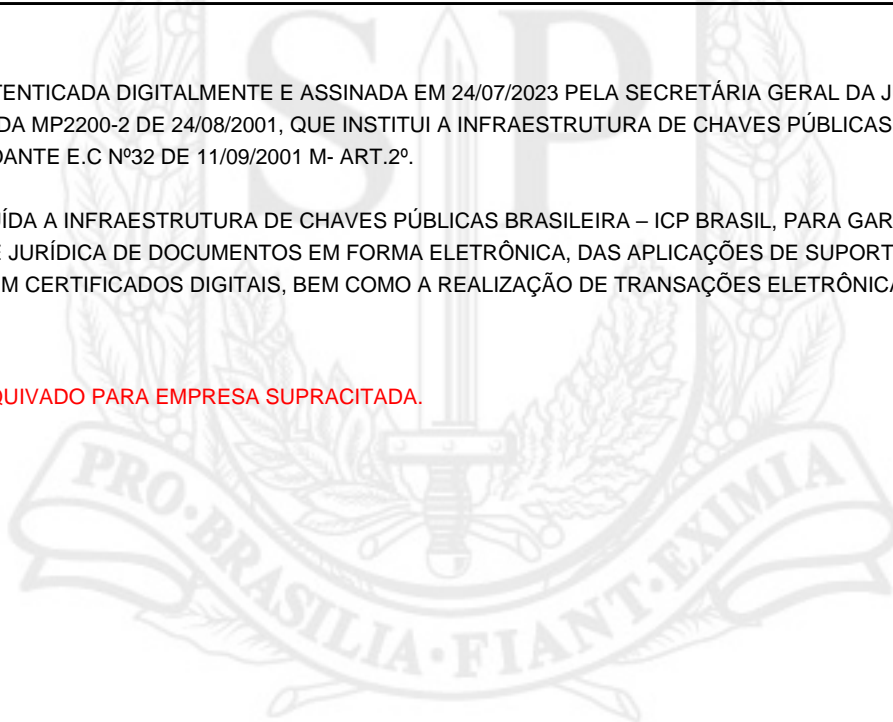 TENTICADA DIGITALMENTE E ASSINADA EM 24/07/2023 PELA SECRETÁRIA GERAL DA J
DA MP2200-2 DE 24/08/2001, QUE INSTITUI A INFRAESTRUTURA DE CHAVES PÚBLICAS
DANTE E.C Nº32 DE 11/09/2001 M- ART.2º.
UÍDA A INFRAESTRUTURA DE CHAVES PÚBLICAS BRASILEIRA – ICP BRASIL, PARA GAR
E JURÍDICA DE DOCUMENTOS EM FORMA ELETRÔNICA, DAS APLICAÇÕES DE SUPORT
M CERTIFICADOS DIGITAIS, BEM COMO A REALIZAÇÃO DE TRANSAÇÕES ELETRÔNICA
QUIVADO PARA EMPRESA SUPRACITADA.
SP
PRO·BRASILIA·FIANT·EXIMIA